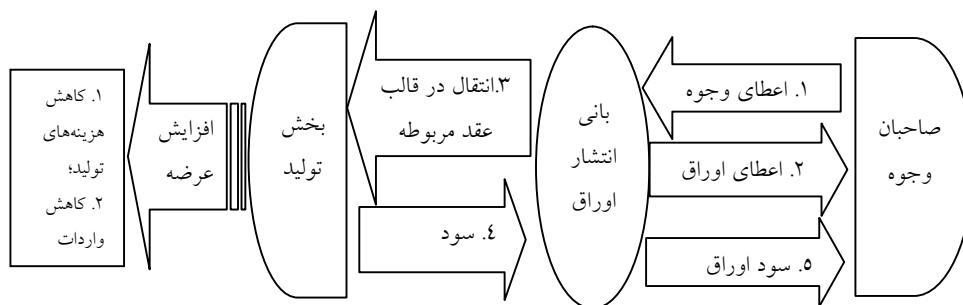 صاحبان
وجوه
۱. اعطای وجوه
۲. اعطای اوراق
۵. سود اوراق
بانی
انتشار
اوراق
۳.انتقال در قالب
عقد مربوطه
۴. سود
بخش
تولید
افزایش
عرضه
۱. کاهش
هزینه‌های
تولید؛
۲. کاهش
واردات